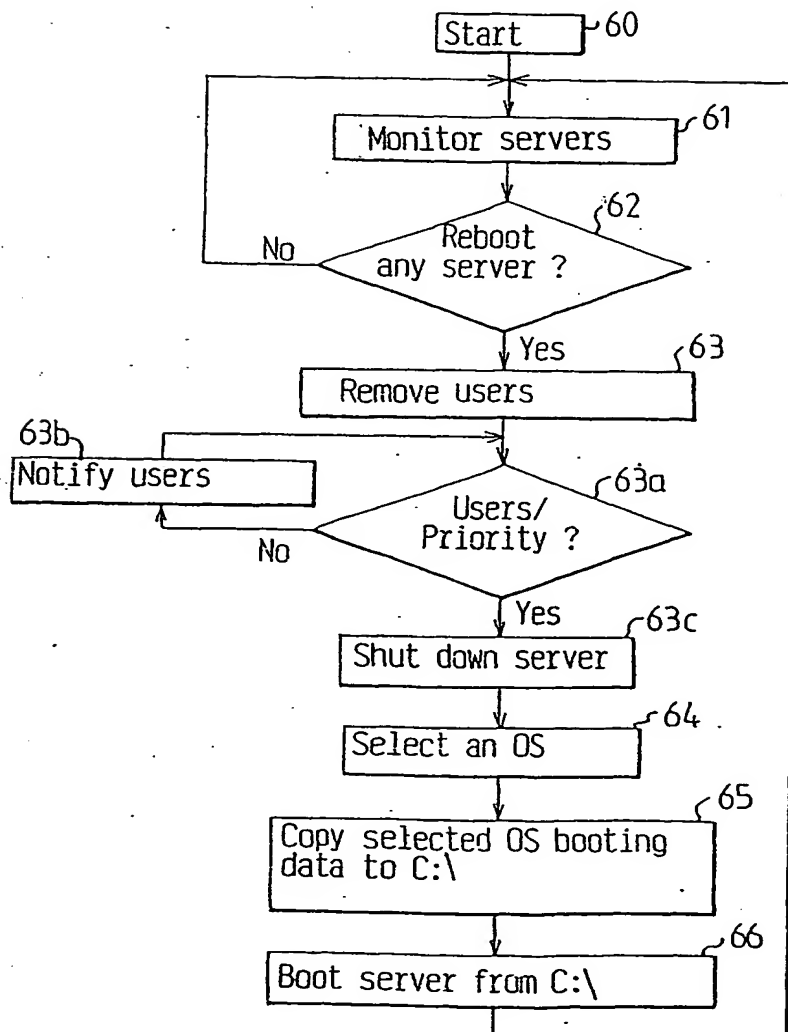 Start
60
Monitor servers
61
Reboot
any server ?
62
No
Yes
Remove users
63
63b
Notify users
Users/
Priority ?
63a
No
Yes
Shut down server
63c
Select an OS
64
Copy selected OS booting
data to C:\
65
Boot server from C:\
66